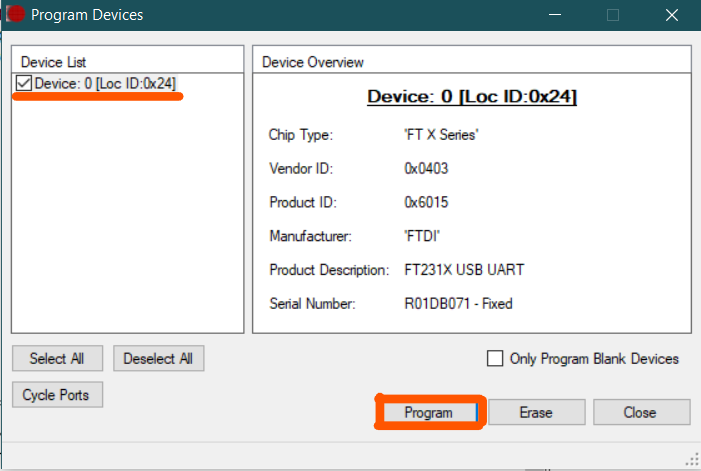 Program Devices
Device List
Device: 0 [Loc ID:0x24]
Device Overview
Device: 0 [Loc ID:0x24]
Chip Type: 'FT X Series'
Vendor ID: 0x0403
Product ID: 0x6015
Manufacturer: 'FTDI'
Product Description: FT231X USB UART
Serial Number: R01DB071 - Fixed
Select All Deselect All
Only Program Blank Devices
Cycle Ports
Program Erase Close